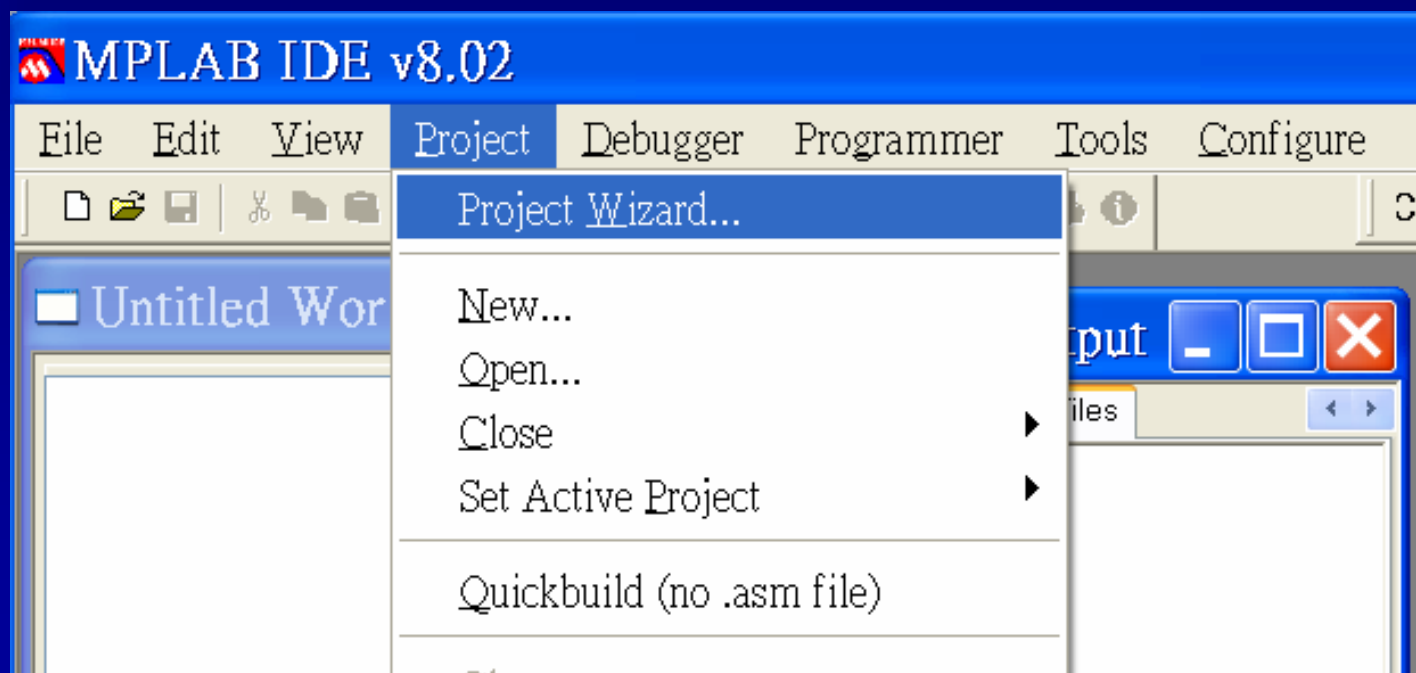 MPLAB IDE v8.02
File Edit View Project Debugger Programmer Tools Configure
Project Wizard...
Untitled Wor
tput
New...
Open...
iles
Close
Set Active Project
Quickbuild (no .asm file)